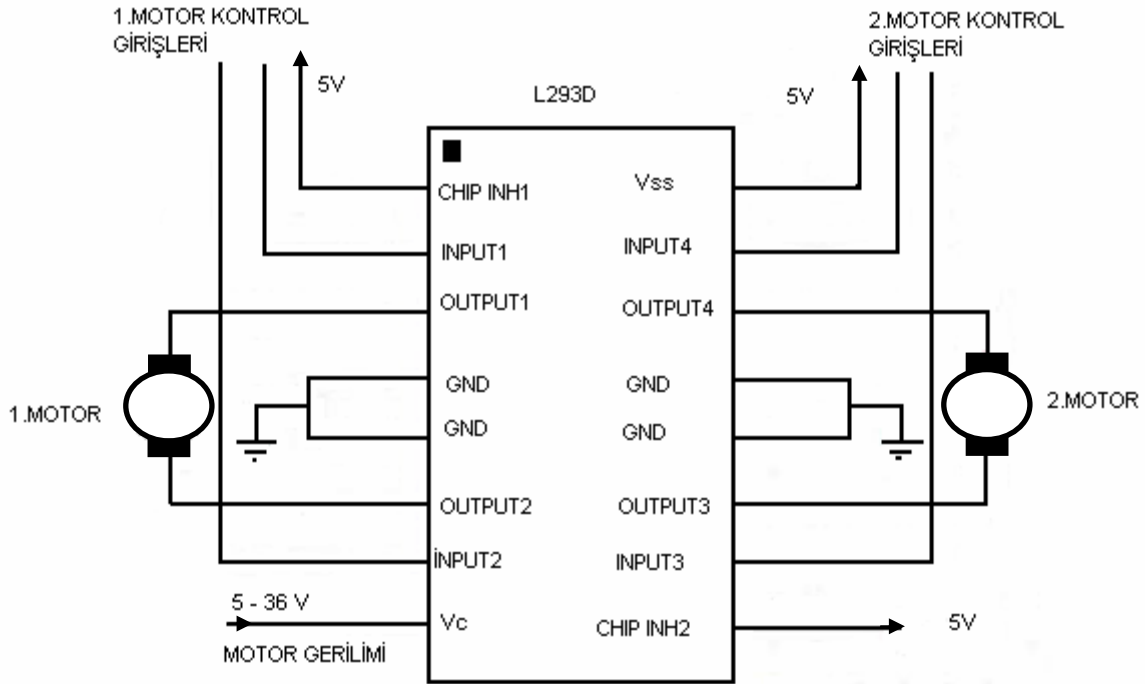 1.MOTOR KONTROL
GİRİŞLERİ
2.MOTOR KONTROL
GİRİŞLERİ
5V
L293D
5V
CHIP INH1
Vss
INPUT1
INPUT4
OUTPUT1
OUTPUT4
GND
GND
1.MOTOR
2.MOTOR
GND
GND
OUTPUT2
OUTPUT3
İNPUT2
INPUT3
5 - 36 V
Vc
CHIP INH2
5V
MOTOR GERİLİMİ